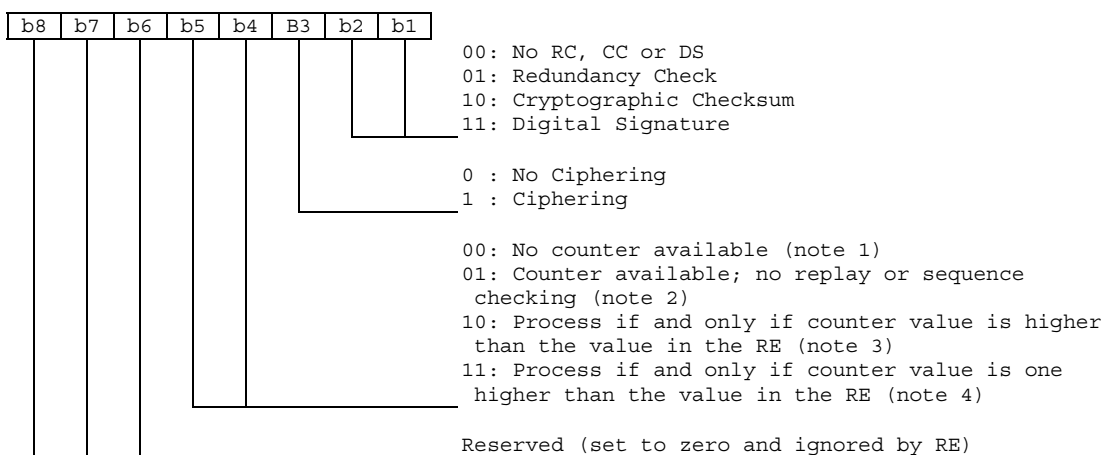 b8 b7 b6 b5 b4 B3 b2 b1
00: No RC, CC or DS
01: Redundancy Check
10: Cryptographic Checksum
11: Digital Signature
0 : No Ciphering
1 : Ciphering
00: No counter available (note 1)
01: Counter available; no replay or sequence
checking (note 2)
10: Process if and only if counter value is higher
than the value in the RE (note 3)
11: Process if and only if counter value is one
higher than the value in the RE (note 4)
Reserved (set to zero and ignored by RE)